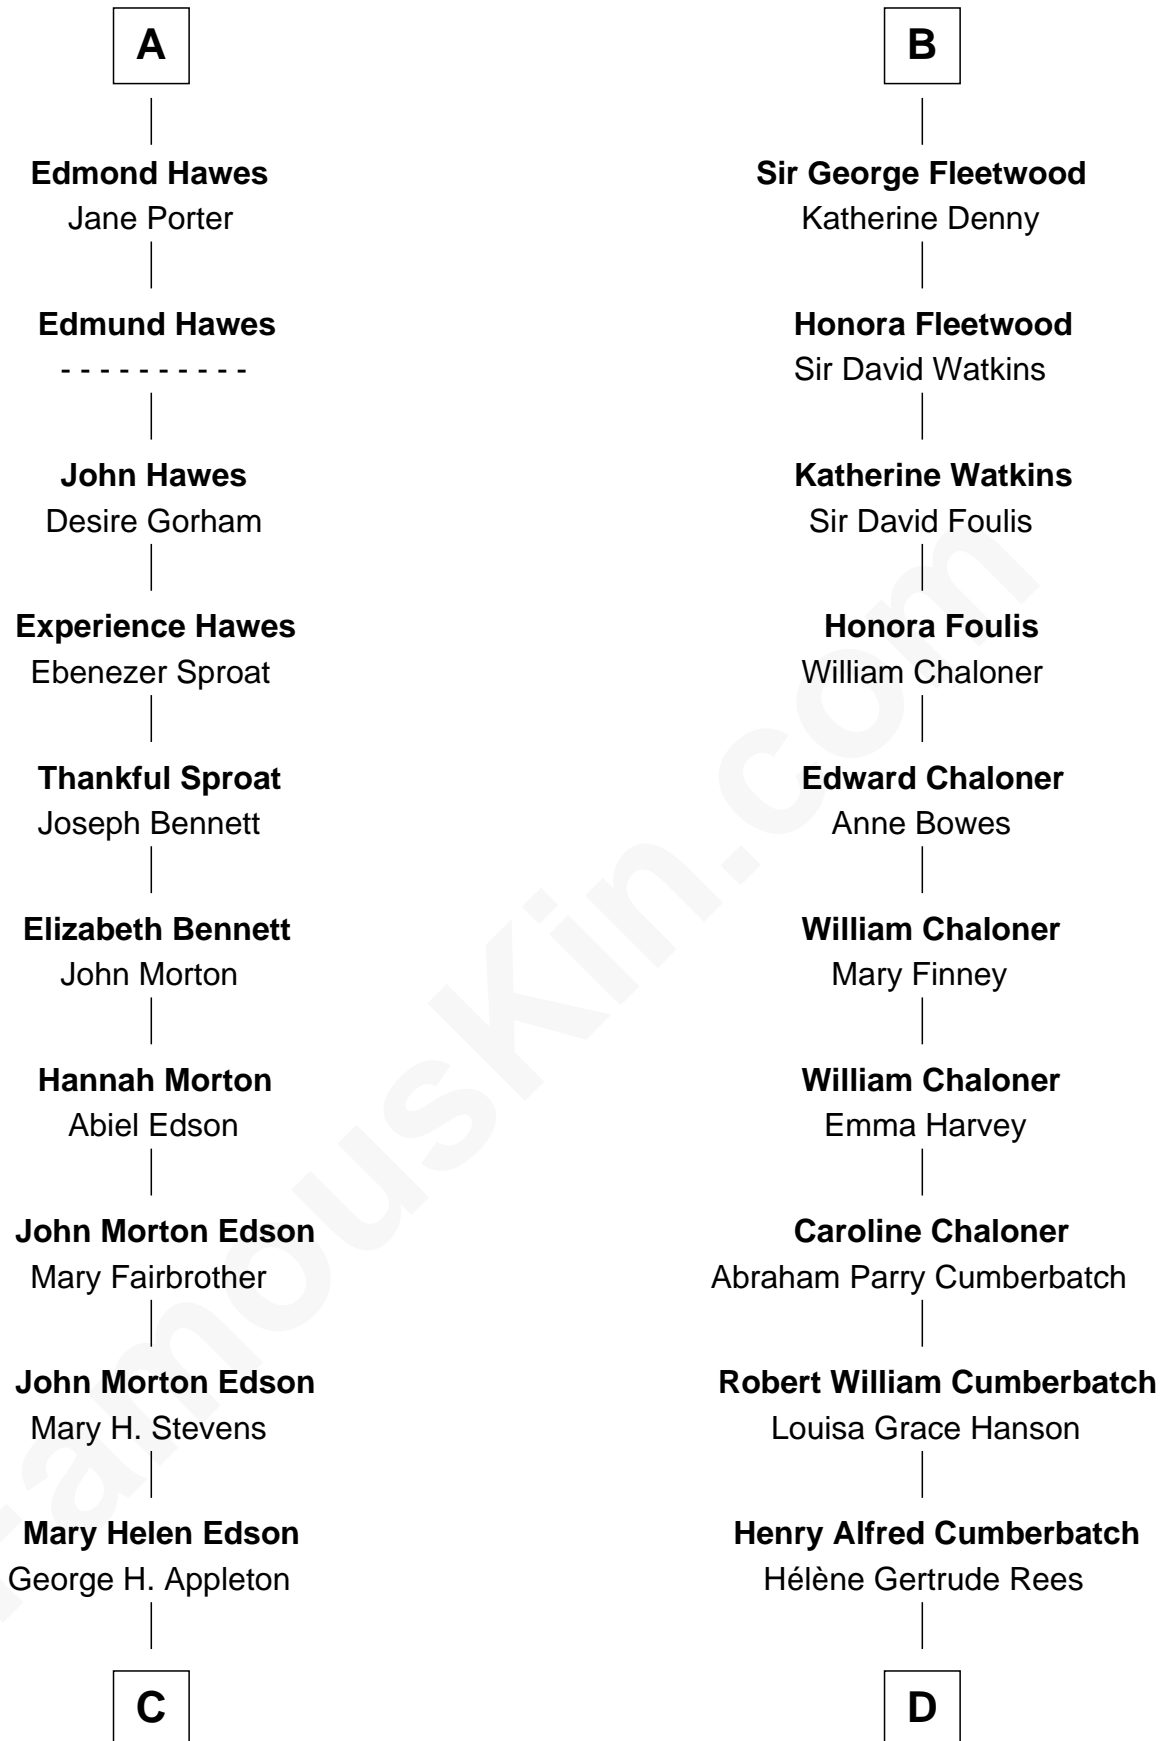 A
Edmond Hawes
Jane Porter
Edmund Hawes
- - - - - - - - - -
John Hawes
Desire Gorham
Experience Hawes
Ebenezer Sproat
Thankful Sproat
Joseph Bennett
Elizabeth Bennett
John Morton
Hannah Morton
Abiel Edson
John Morton Edson
Mary Fairbrother
John Morton Edson
Mary H. Stevens
Mary Helen Edson
George H. Appleton
C
B
Sir George Fleetwood
Katherine Denny
Honora Fleetwood
Sir David Watkins
Katherine Watkins
Sir David Foulis
Honora Foulis
William Chaloner
Edward Chaloner
Anne Bowes
William Chaloner
Mary Finney
William Chaloner
Emma Harvey
Caroline Chaloner
Abraham Parry Cumberbatch
Robert William Cumberbatch
Louisa Grace Hanson
Henry Alfred Cumberbatch
Hélène Gertrude Rees
D
FamousKin.com